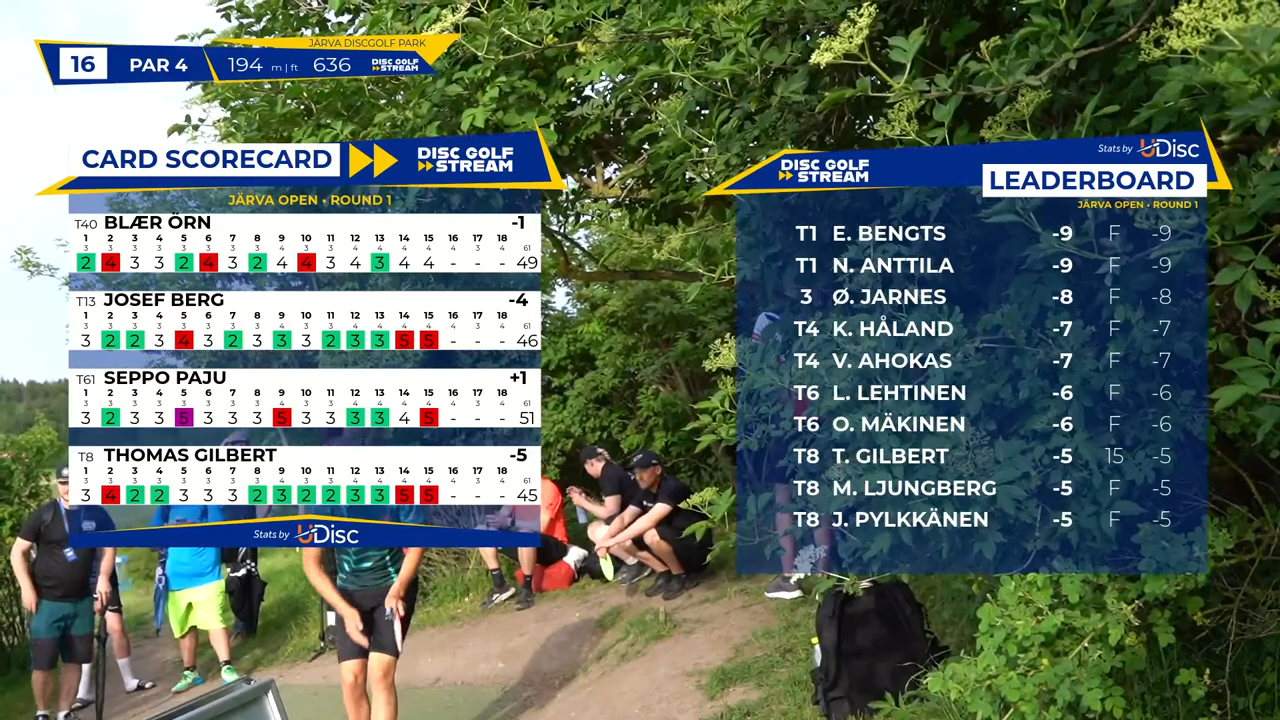 16 PAR 4
JÄRVA DISCGOLF PARK
194 m | ft 636 DISC GOLF STREAM
CARD SCORECARD
DISC GOLF
STREAM
JÄRVA OPEN • ROUND 1
T40 BLÆR ÖRN -1
1 2 3 4 5 6 7 8 9 10 11 12 13 14 15 16 17 18
3 3 3 3 3 3 3 3 4 3 3 4 4 4 4 4 3 4 61
2 4 3 3 2 4 3 2 4 4 3 4 3 4 4 - - - 49
T13 JOSEF BERG -4
1 2 3 4 5 6 7 8 9 10 11 12 13 14 15 16 17 18
3 3 3 3 3 3 3 3 4 3 3 4 4 4 4 4 3 4 61
3 2 2 3 4 3 2 3 3 3 2 3 3 5 5 - - - 46
T61 SEPPO PAJU +1
1 2 3 4 5 6 7 8 9 10 11 12 13 14 15 16 17 18
3 3 3 3 3 3 3 3 4 3 3 4 4 4 4 4 3 4 61
3 2 3 3 5 3 3 3 5 3 3 3 3 4 5 - - - 51
T8 THOMAS GILBERT -5
1 2 3 4 5 6 7 8 9 10 11 12 13 14 15 16 17 18
3 3 3 3 3 3 3 3 4 3 3 4 4 4 4 4 3 4 61
3 4 2 2 3 3 3 2 3 2 2 3 3 5 5 - - - 45
Stats by UDisc
Stats by UDisc
DISC GOLF
STREAM
LEADERBOARD
JÄRVA OPEN • ROUND 1
T1 E. BENGTS -9 F -9
T1 N. ANTTILA -9 F -9
3 Ø. JARNES -8 F -8
T4 K. HÅLAND -7 F -7
T4 V. AHOKAS -7 F -7
T6 L. LEHTINEN -6 F -6
T6 O. MÄKINEN -6 F -6
T8 T. GILBERT -5 15 -5
T8 M. LJUNGBERG -5 F -5
T8 J. PYLKKÄNEN -5 F -5